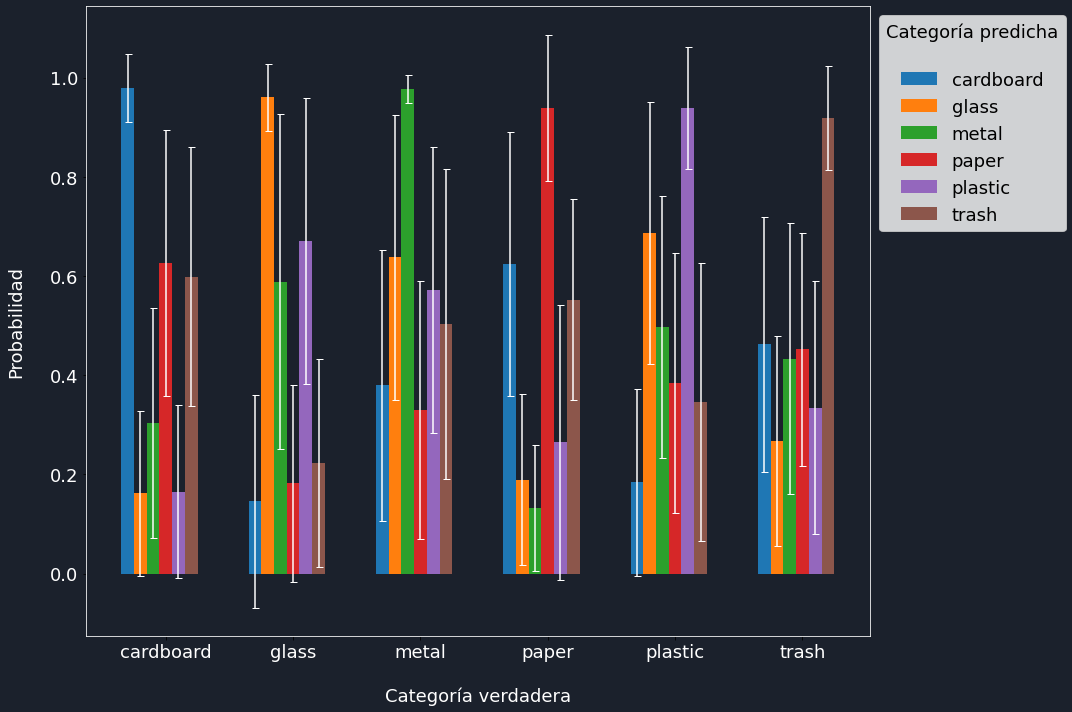 Categoría predicha
cardboard
glass
metal
paper
plastic
trash
1.0
0.8
0.6
0.4
0.2
0.0
Probabilidad
cardboard glass metal paper plastic trash
Categoría verdadera